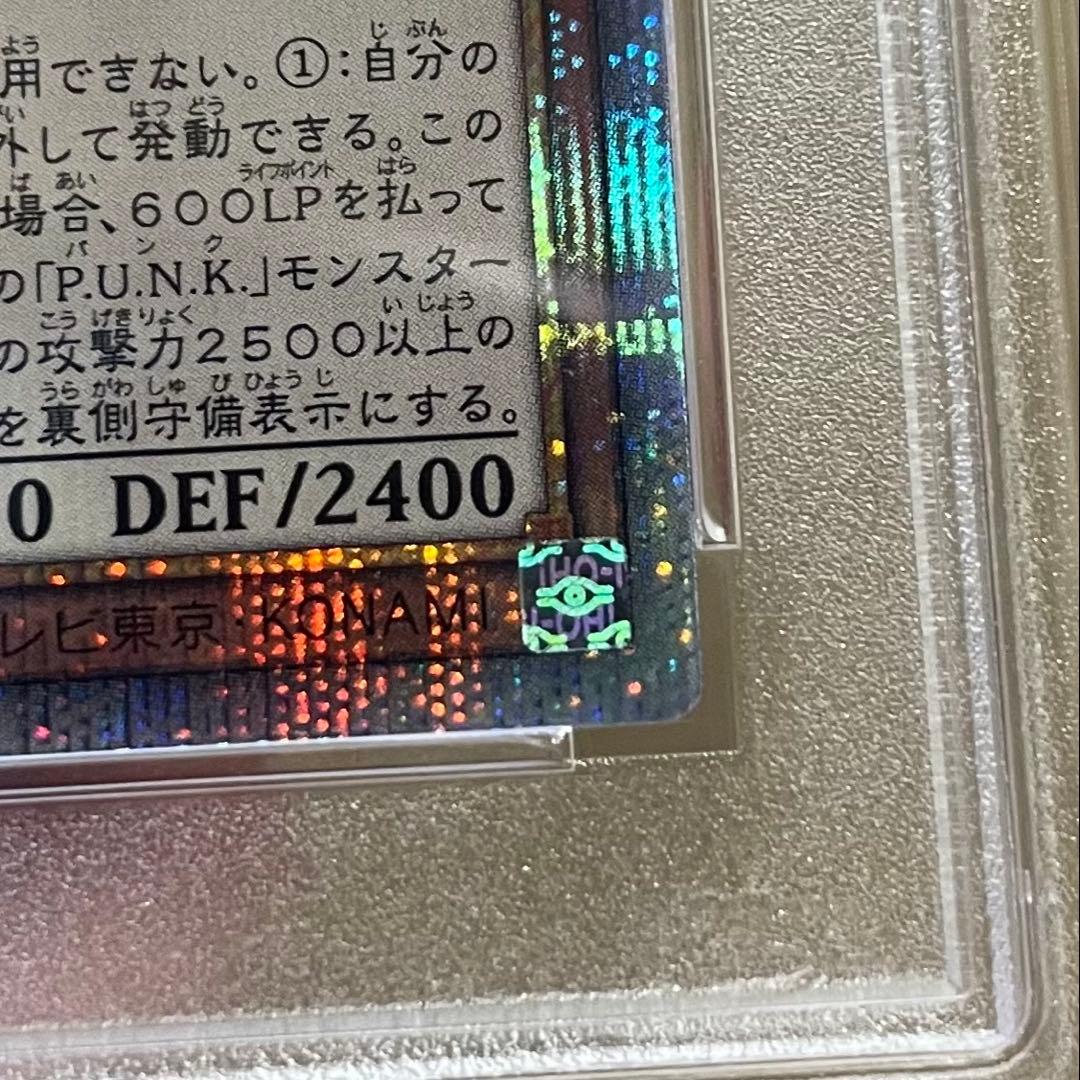 用できない。①：自分の
外して発動できる。この
場合、600LPを払って
の「P.U.N.K.」モンスター
の攻撃力2500以上の
を裏側守備表示にする。
0 DEF/2400
レビ東京・KONAMI